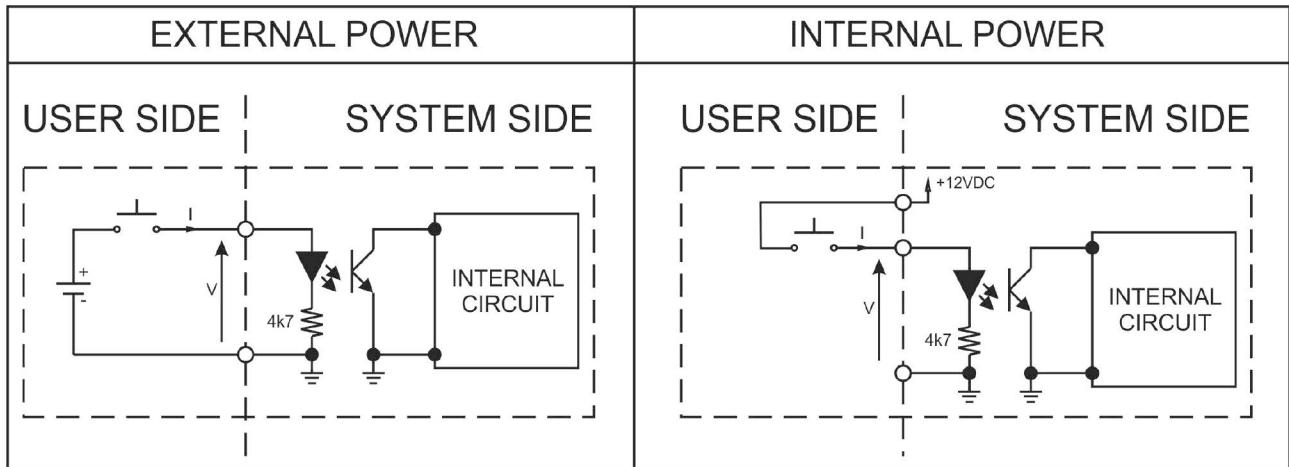 EXTERNAL POWER
USER SIDE
SYSTEM SIDE
I
+
-
V
4k7
INTERNAL
CIRCUIT
INTERNAL POWER
USER SIDE
SYSTEM SIDE
+12VDC
I
V
4k7
INTERNAL
CIRCUIT